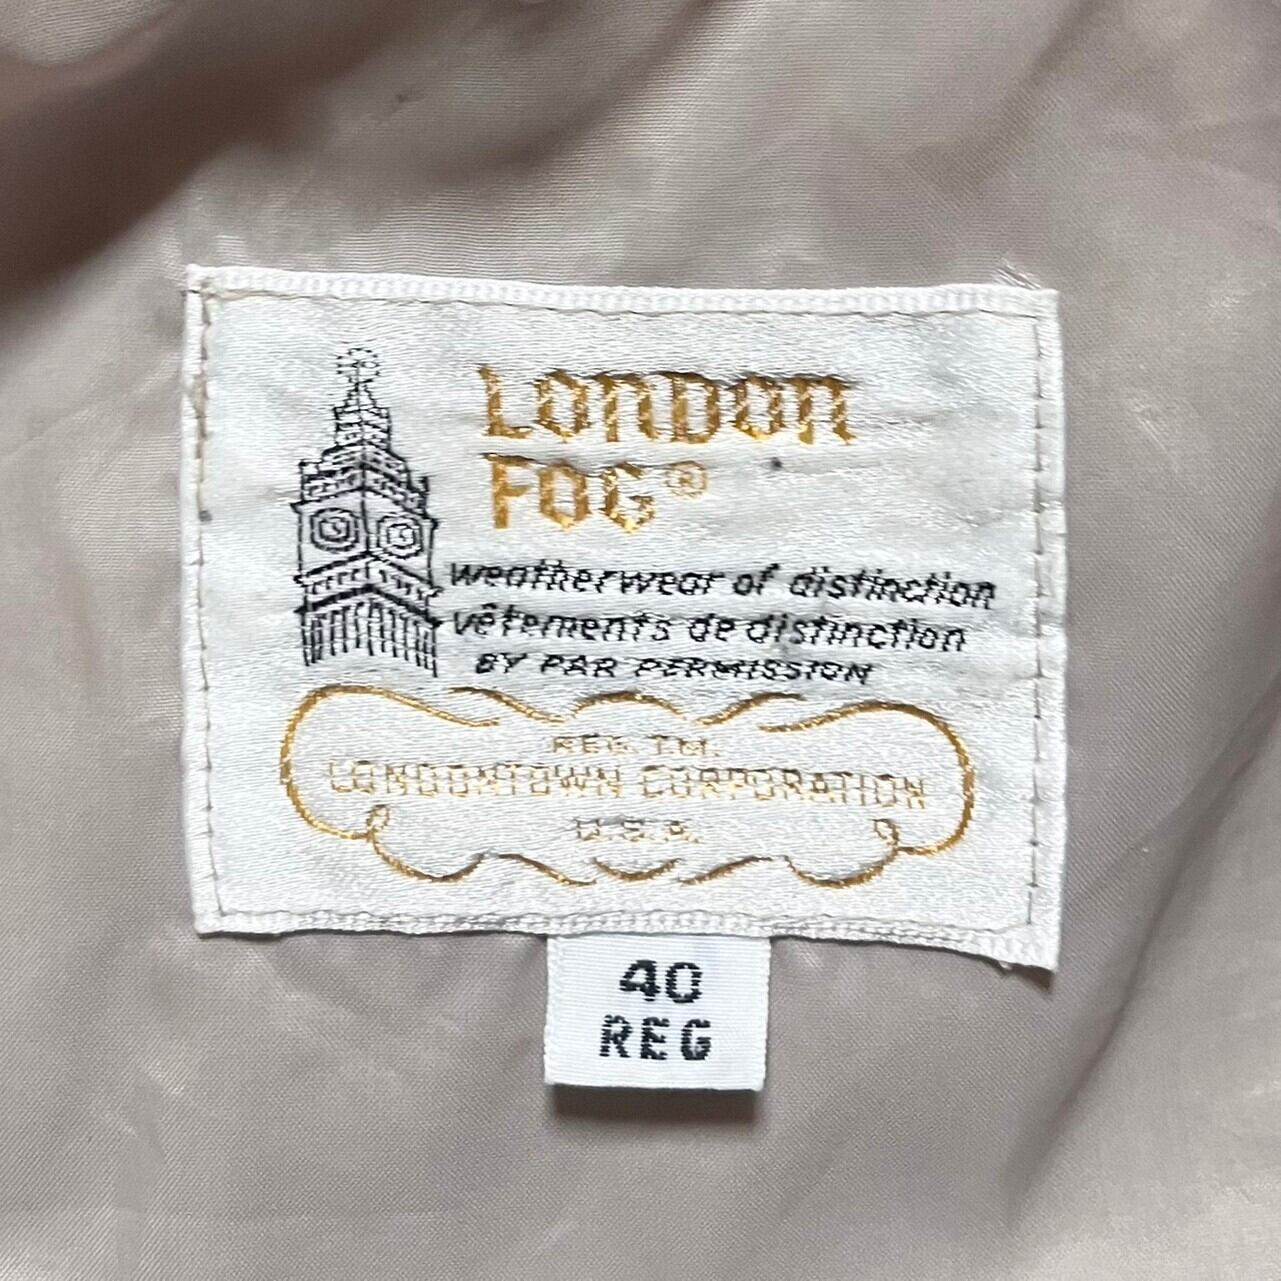 LONDON
FOG®
weatherwear of distinction
vêtements de distinction
BY PAR PERMISSION
REG. T.M.
LONDONTOWN CORPORATION
U.S.A.
40
REG